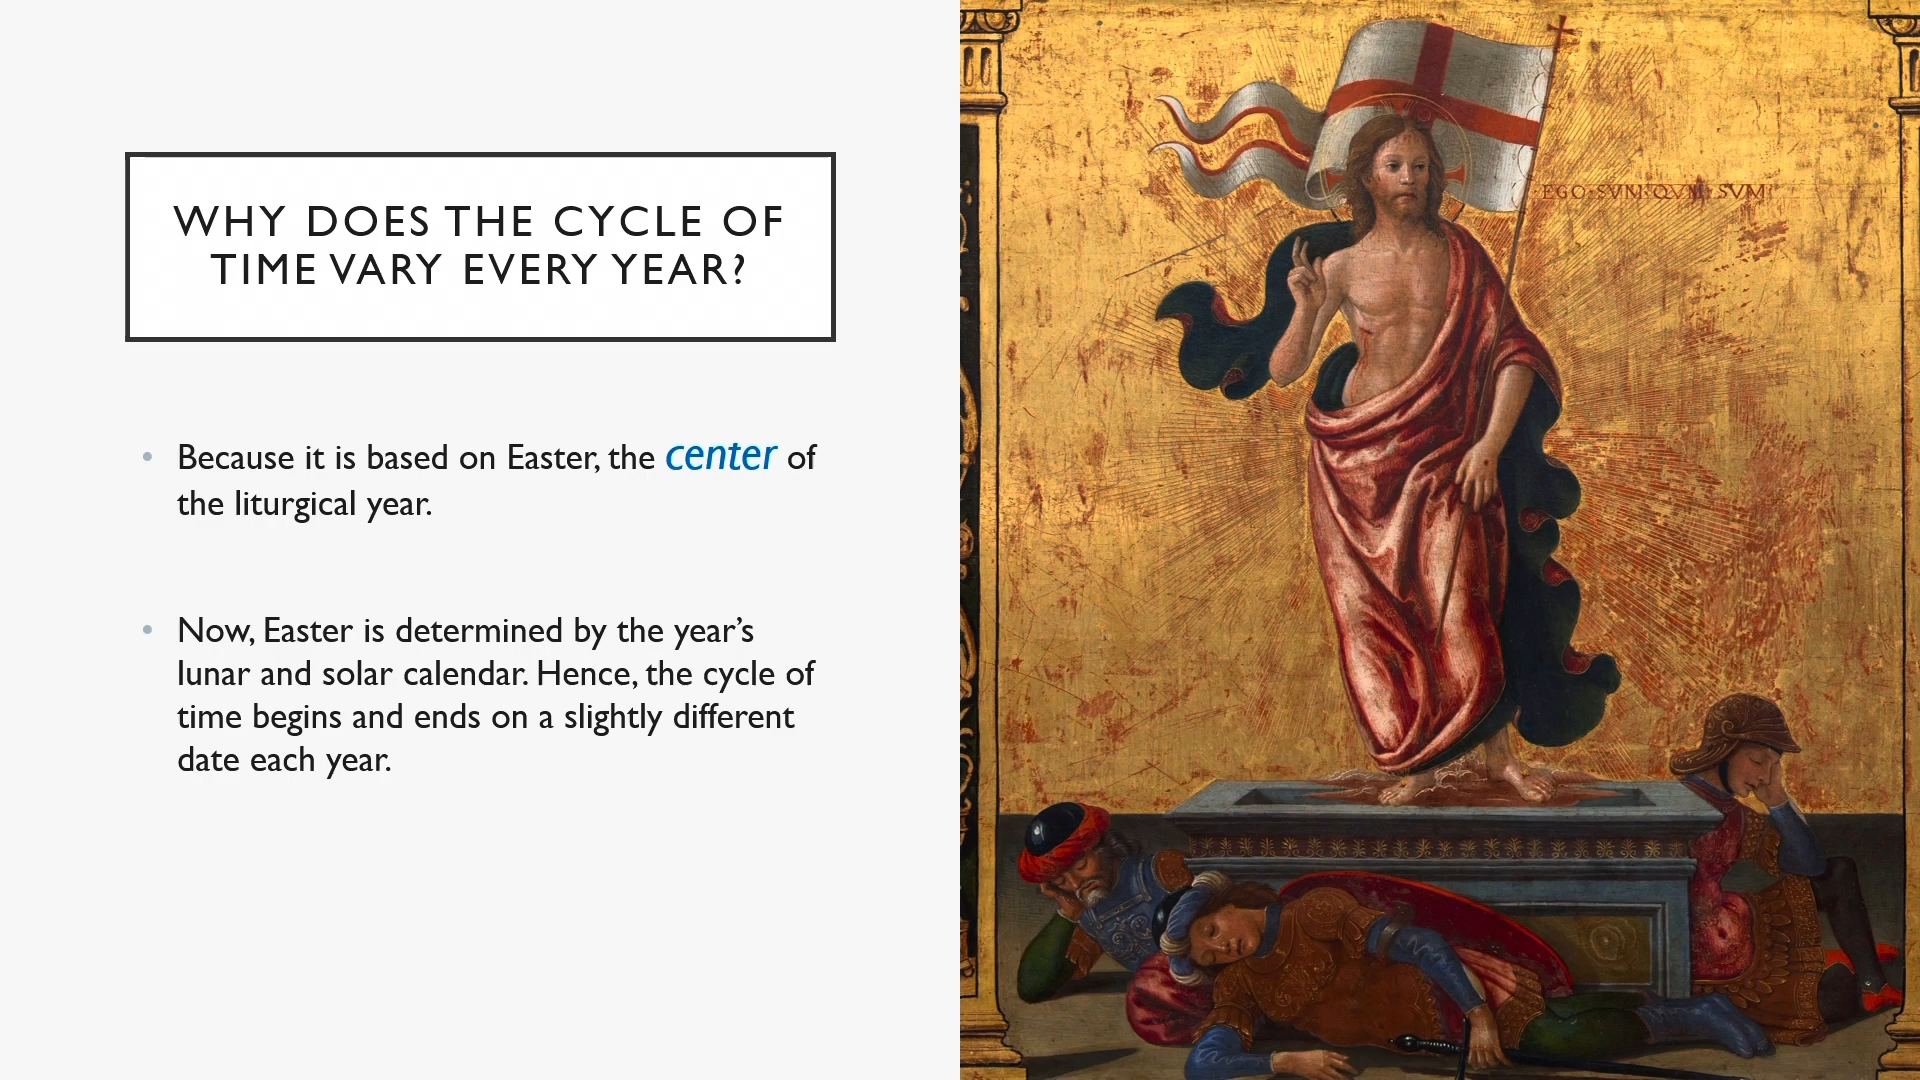 WHY DOES THE CYCLE OF
TIME VARY EVERY YEAR?
• Because it is based on Easter, the center of
the liturgical year.
• Now, Easter is determined by the year’s
lunar and solar calendar. Hence, the cycle of
time begins and ends on a slightly different
date each year.
EGO·SVM·QVM·SVM